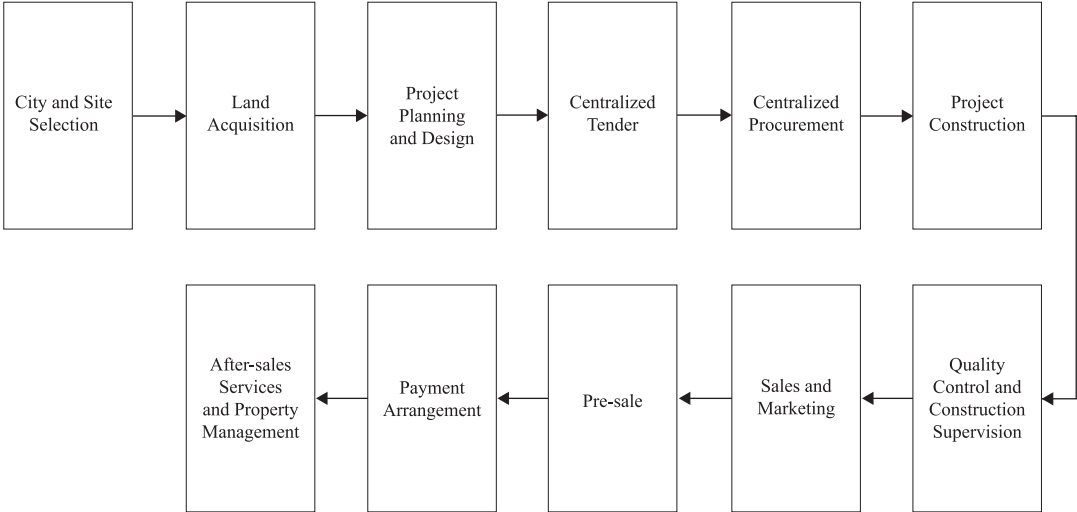 City and Site
Selection
Land
Acquisition
Project
Planning
and Design
Centralized
Tender
Centralized
Procurement
Project
Construction
Quality
Control and
Construction
Supervision
Sales and
Marketing
Pre-sale
Payment
Arrangement
After-sales
Services
and Property
Management